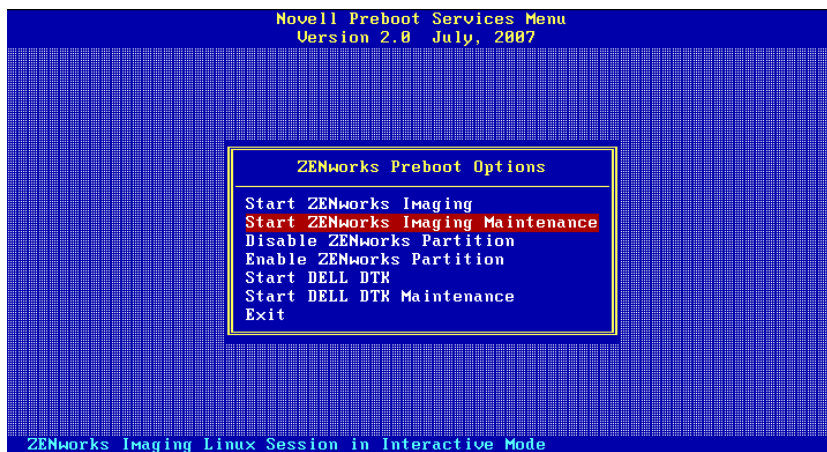 Novell Preboot Services Menu
Version 2.0 July, 2007
ZENworks Preboot Options
Start ZENworks Imaging
Start ZENworks Imaging Maintenance
Disable ZENworks Partition
Enable ZENworks Partition
Start DELL DTK
Start DELL DTK Maintenance
Exit
ZENworks Imaging Linux Session in Interactive Mode